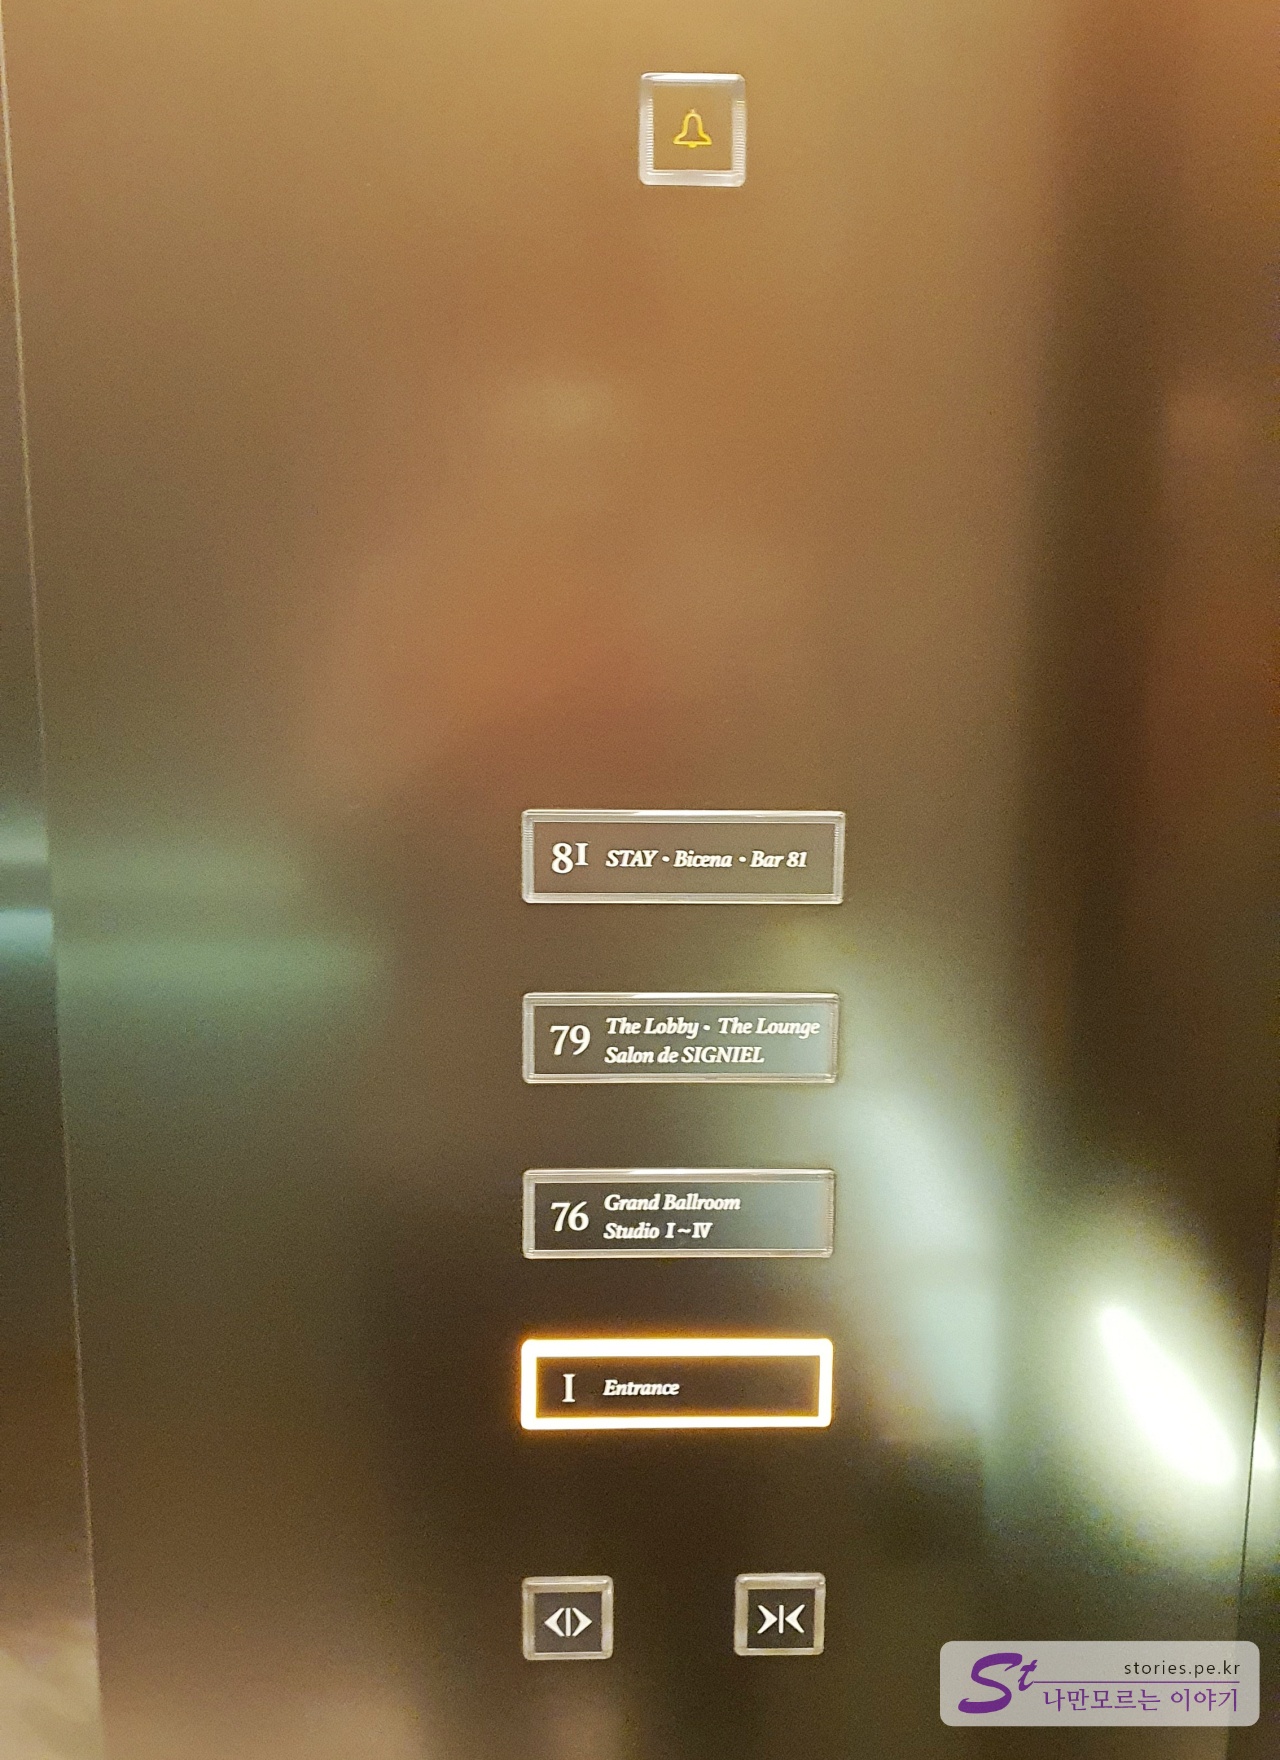 81 STAY • Bicena • Bar 81
79 The Lobby • The Lounge
Salon de SIGNIEL
76 Grand Ballroom
Studio I~IV
1 Entrance
St stories.pe.kr
나만모르는 이야기